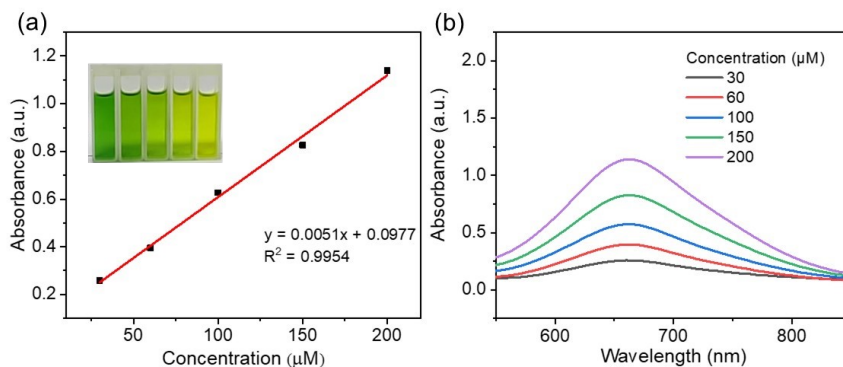 (a)
Absorbance (a.u.)
1.2
1.0
0.8
0.6
0.4
0.2
y = 0.0051x + 0.0977
R² = 0.9954
50
100
150
200
Concentration (μM)
(b)
Absorbance (a.u.)
2.0
1.5
1.0
0.5
0.0
Concentration (μM)
30
60
100
150
200
600
700
800
Wavelength (nm)